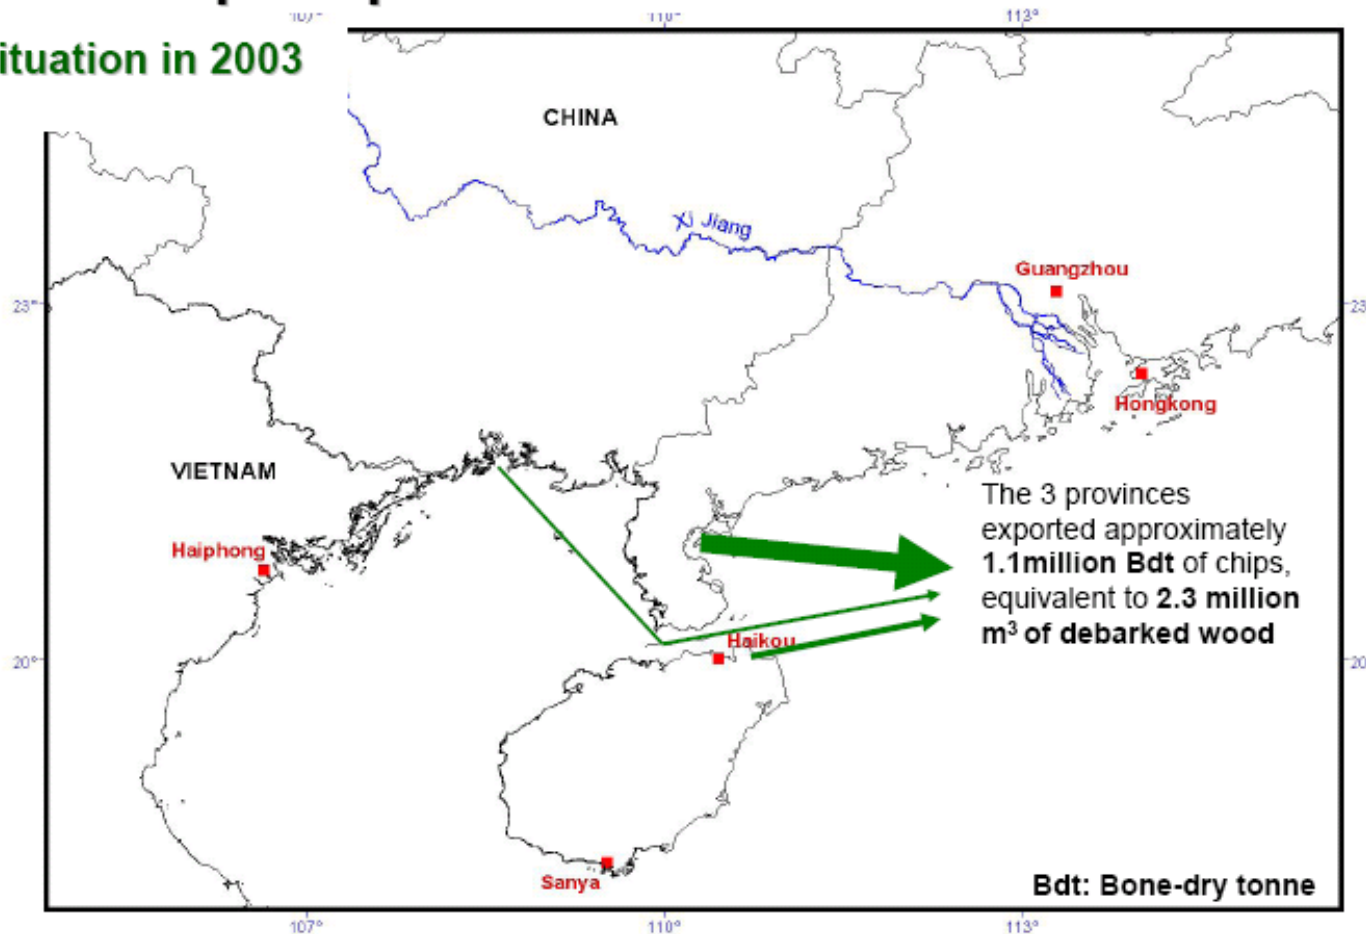 107°
110°
113°
ituation in 2003
CHINA
Xi Jiang
Guangzhou
23°
23
Hongkong
VIETNAM
The 3 provinces
exported approximately
1.1million Bdt of chips,
equivalent to 2.3 million
m³ of debarked wood
Haiphong
Haikou
20°
20
Sanya
Bdt: Bone-dry tonne
107°
110°
113°